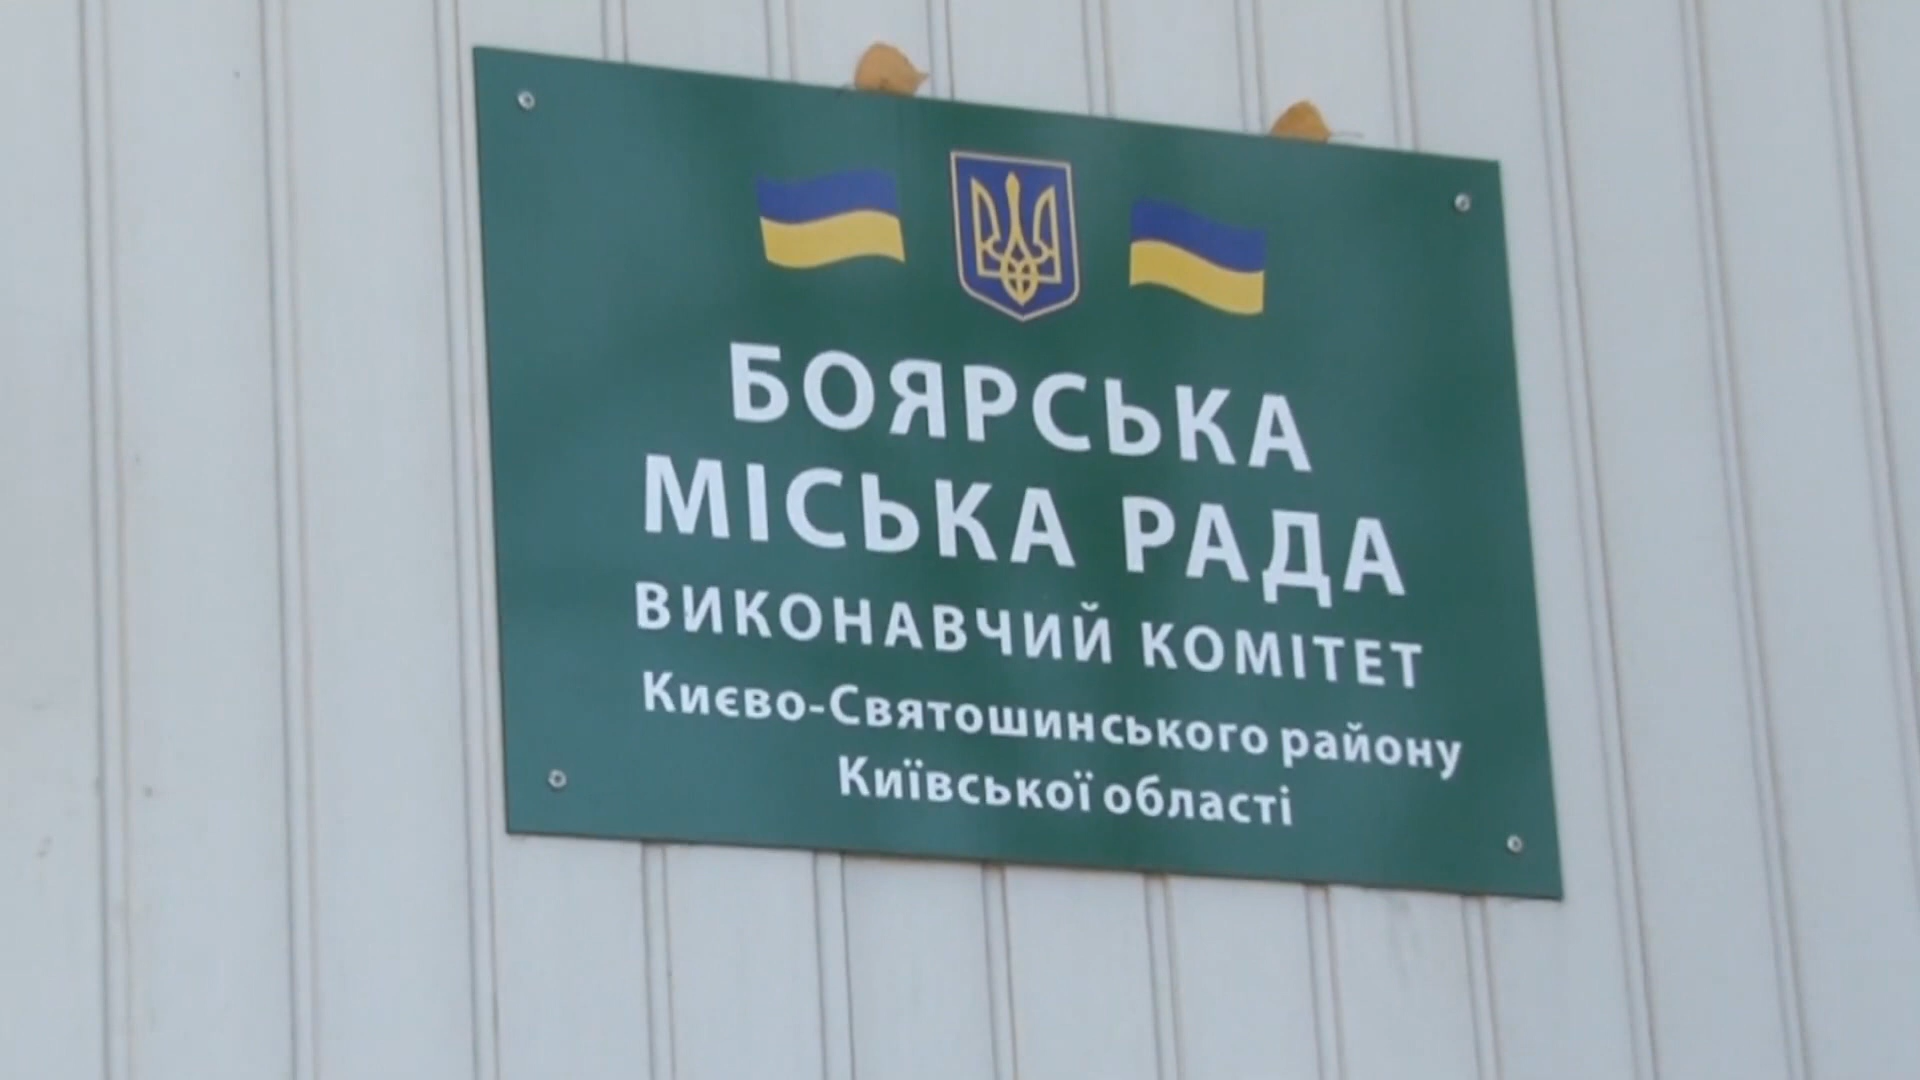 БОЯРСЬКА
МІСЬКА РАДА
ВИКОНАВЧИЙ КОМІТЕТ
Києво-Святошинського району
Київської області